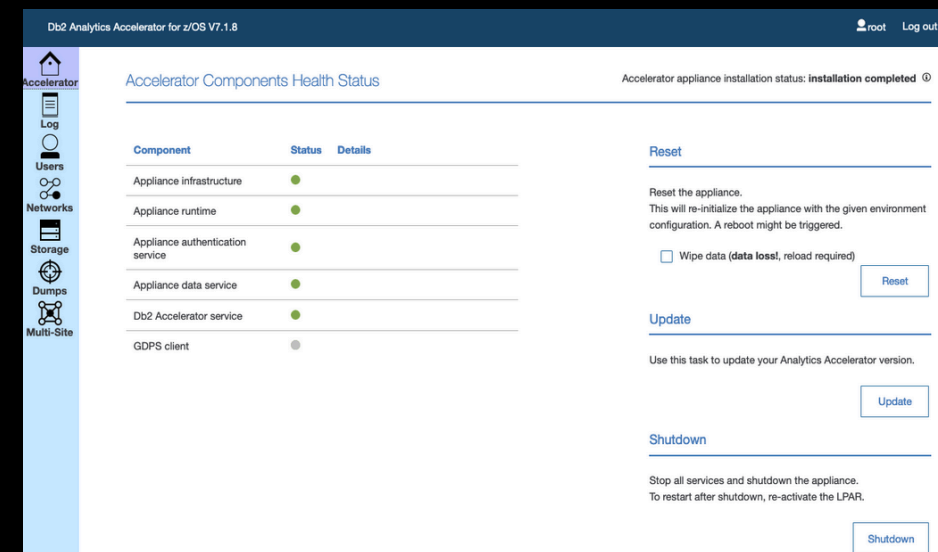 Db2 Analytics Accelerator for z/OS V7.1.8
root Log out
Accelerator
Log
Users
Networks
Storage
Dumps
Multi-Site
Accelerator Components Health Status
Accelerator appliance installation status: installation completed
Component Status Details
Appliance infrastructure
Appliance runtime
Appliance authentication
service
Appliance data service
Db2 Accelerator service
GDPS client
Reset
Reset the appliance.
This will re-initialize the appliance with the given environment
configuration. A reboot might be triggered.
Wipe data (data loss!, reload required)
Reset
Update
Use this task to update your Analytics Accelerator version.
Update
Shutdown
Stop all services and shutdown the appliance.
To restart after shutdown, re-activate the LPAR.
Shutdown